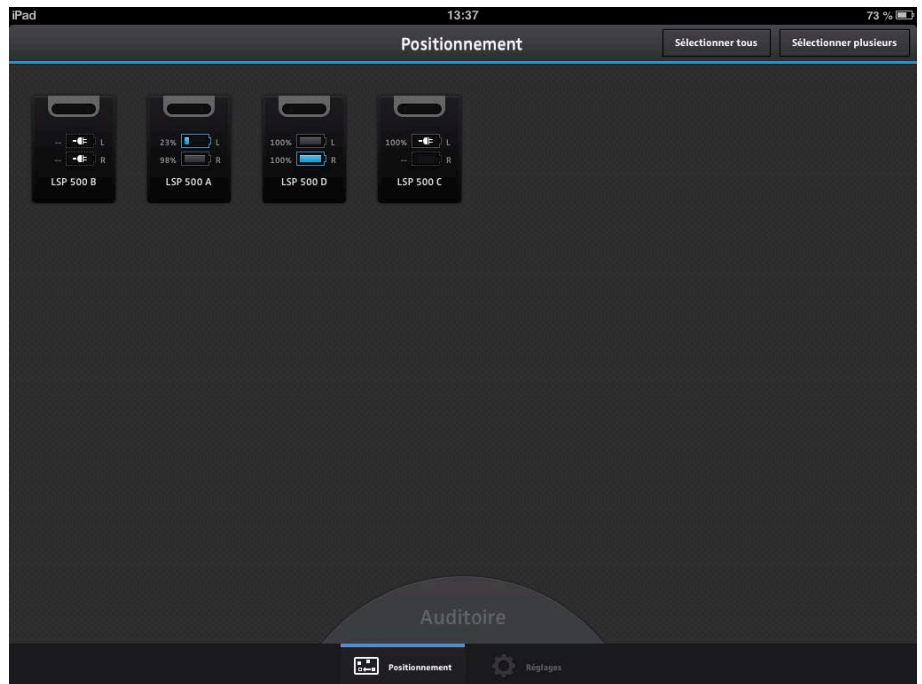 iPad 13:37 73 %
Positionnement Sélectionner tous Sélectionner plusieurs
-- L
-- R
LSP 500 B
23% L
98% R
LSP 500 A
100% L
100% R
LSP 500 D
100% L
-- R
LSP 500 C
Auditoire
Positionnement Réglages